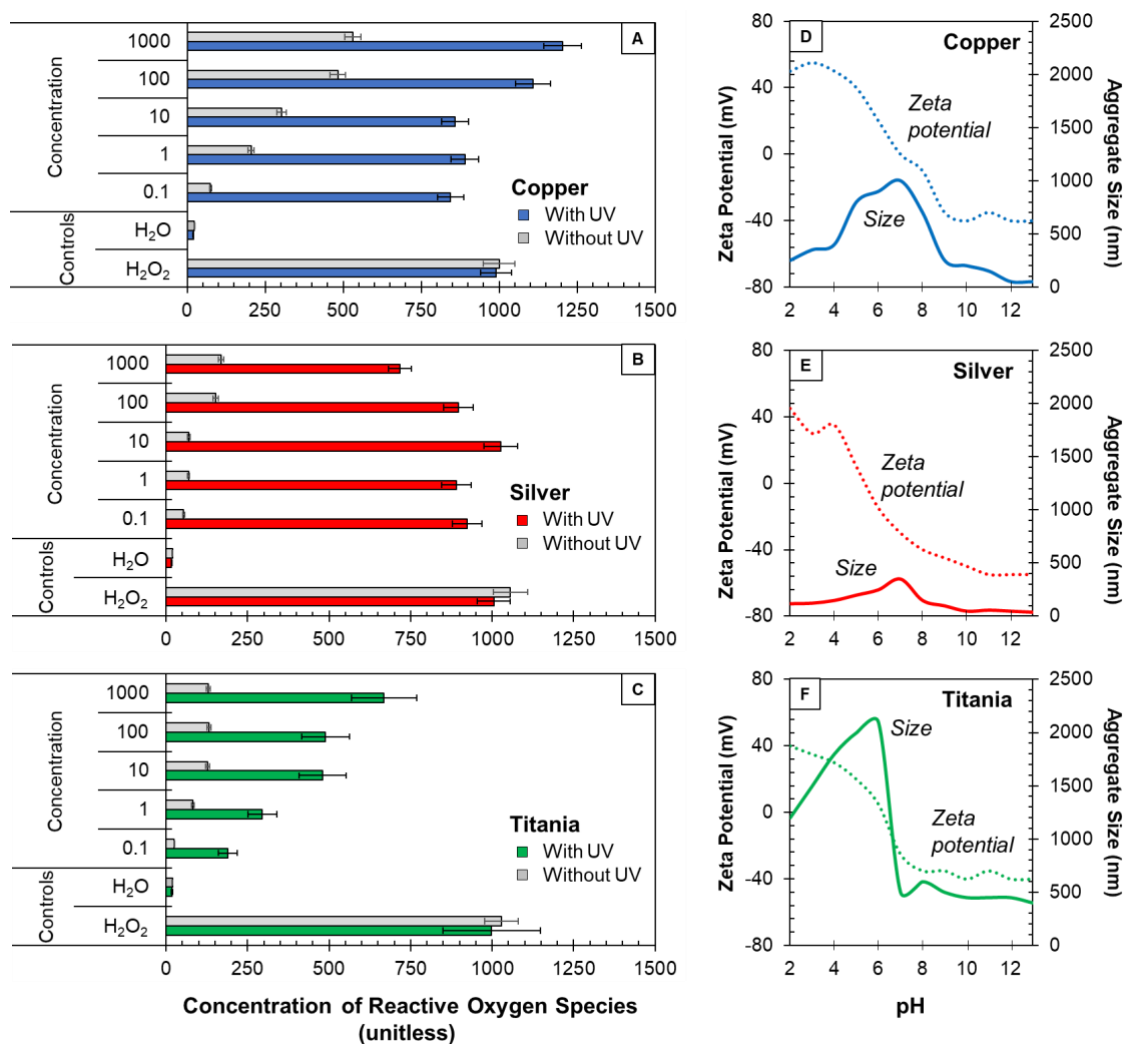 A
Concentration
1000
100
10
1
0.1
Controls
H₂O
H₂O₂
Copper
With UV
Without UV
0 250 500 750 1000 1250 1500
D
Copper
Zeta Potential (mV)
80
40
0
-40
-80
Zeta
potential
Size
2500
2000
1500
1000
500
0
Aggregate Size (nm)
2 4 6 8 10 12
B
Concentration
1000
100
10
1
0.1
Controls
H₂O
H₂O₂
Silver
With UV
Without UV
0 250 500 750 1000 1250 1500
E
Silver
Zeta Potential (mV)
80
40
0
-40
-80
Zeta
potential
Size
2500
2000
1500
1000
500
0
Aggregate Size (nm)
2 4 6 8 10 12
C
Concentration
1000
100
10
1
0.1
Controls
H₂O
H₂O₂
Titania
With UV
Without UV
0 250 500 750 1000 1250 1500
Concentration of Reactive Oxygen Species
(unitless)
F
Titania
Zeta Potential (mV)
80
40
0
-40
-80
Size
Zeta
potential
2500
2000
1500
1000
500
0
Aggregate Size (nm)
2 4 6 8 10 12
pH